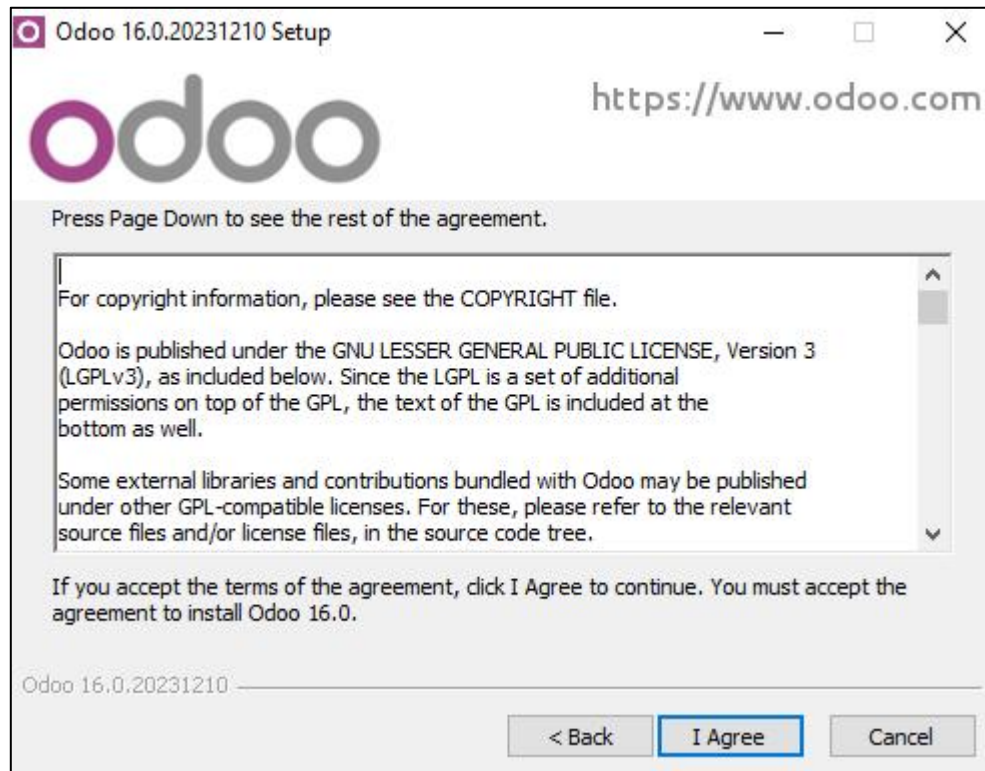 Odoo 16.0.20231210 Setup
odoo
https://www.odoo.com
Press Page Down to see the rest of the agreement.
For copyright information, please see the COPYRIGHT file.
Odoo is published under the GNU LESSER GENERAL PUBLIC LICENSE, Version 3
(LGPLv3), as included below. Since the LGPL is a set of additional
permissions on top of the GPL, the text of the GPL is included at the
bottom as well.
Some external libraries and contributions bundled with Odoo may be published
under other GPL-compatible licenses. For these, please refer to the relevant
source files and/or license files, in the source code tree.
If you accept the terms of the agreement, click I Agree to continue. You must accept the
agreement to install Odoo 16.0.
Odoo 16.0.20231210
< Back
I Agree
Cancel